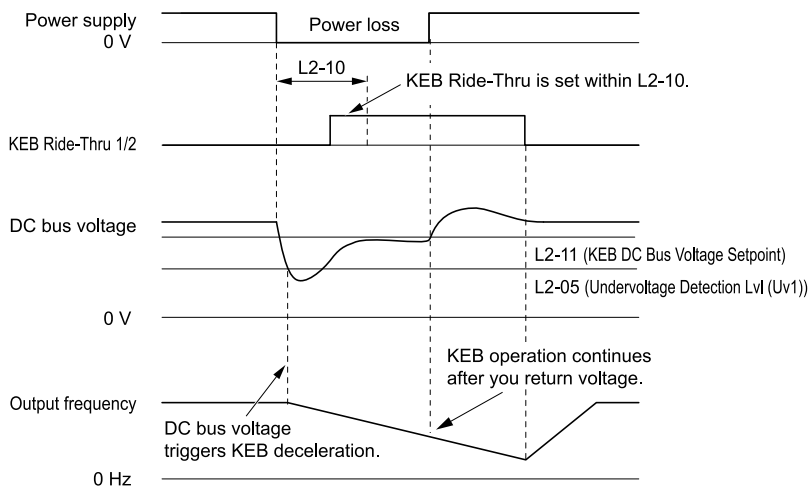 Power supply
0 V
Power loss
L2-10
KEB Ride-Thru is set within L2-10.
KEB Ride-Thru 1/2
DC bus voltage
L2-11 (KEB DC Bus Voltage Setpoint)
L2-05 (Undervoltage Detection Lvl (Uv1))
0 V
KEB operation continues
after you return voltage.
Output frequency
DC bus voltage
triggers KEB deceleration.
0 Hz